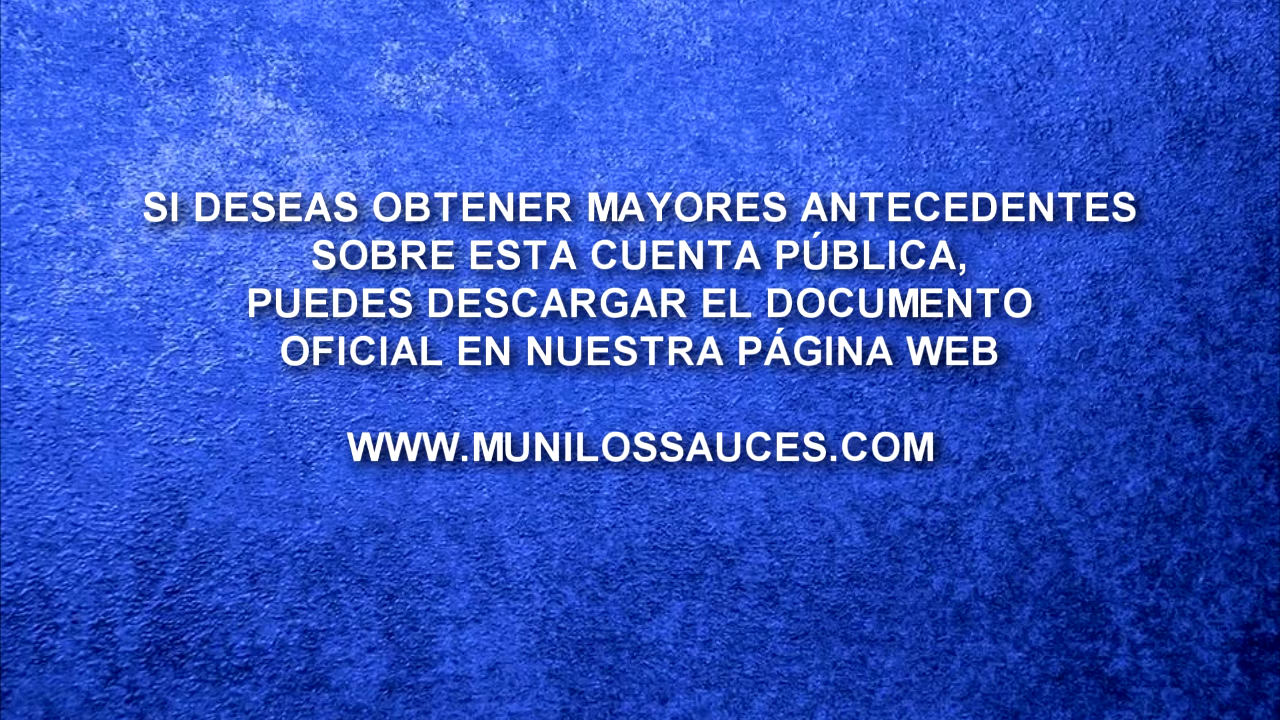 SI DESEAS OBTENER MAYORES ANTECEDENTES
SOBRE ESTA CUENTA PÚBLICA,
PUEDES DESCARGAR EL DOCUMENTO
OFICIAL EN NUESTRA PÁGINA WEB
WWW.MUNILOSSAUCES.COM